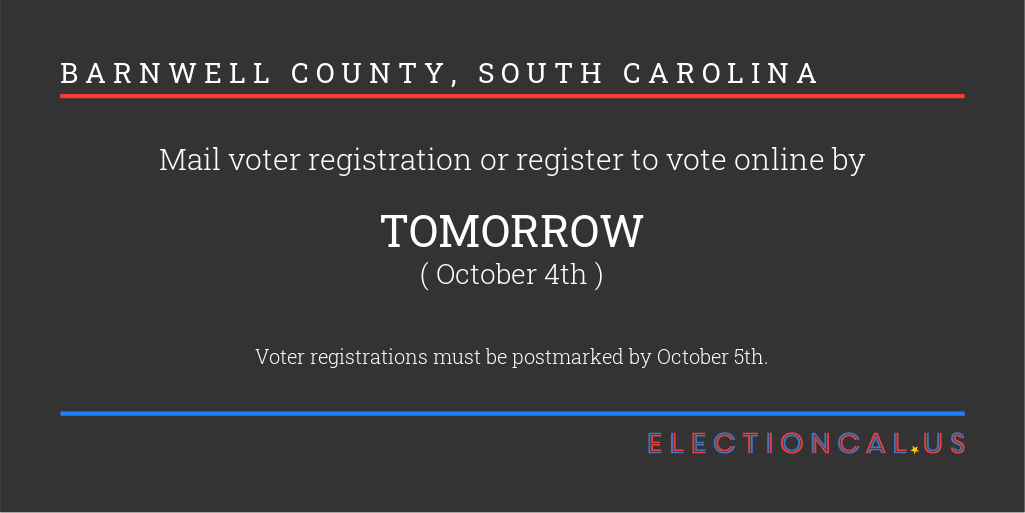 BARNWELL COUNTY, SOUTH CAROLINA
Mail voter registration or register to vote online by
TOMORROW
( October 4th )
Voter registrations must be postmarked by October 5th.
ELECTIONCAL★US